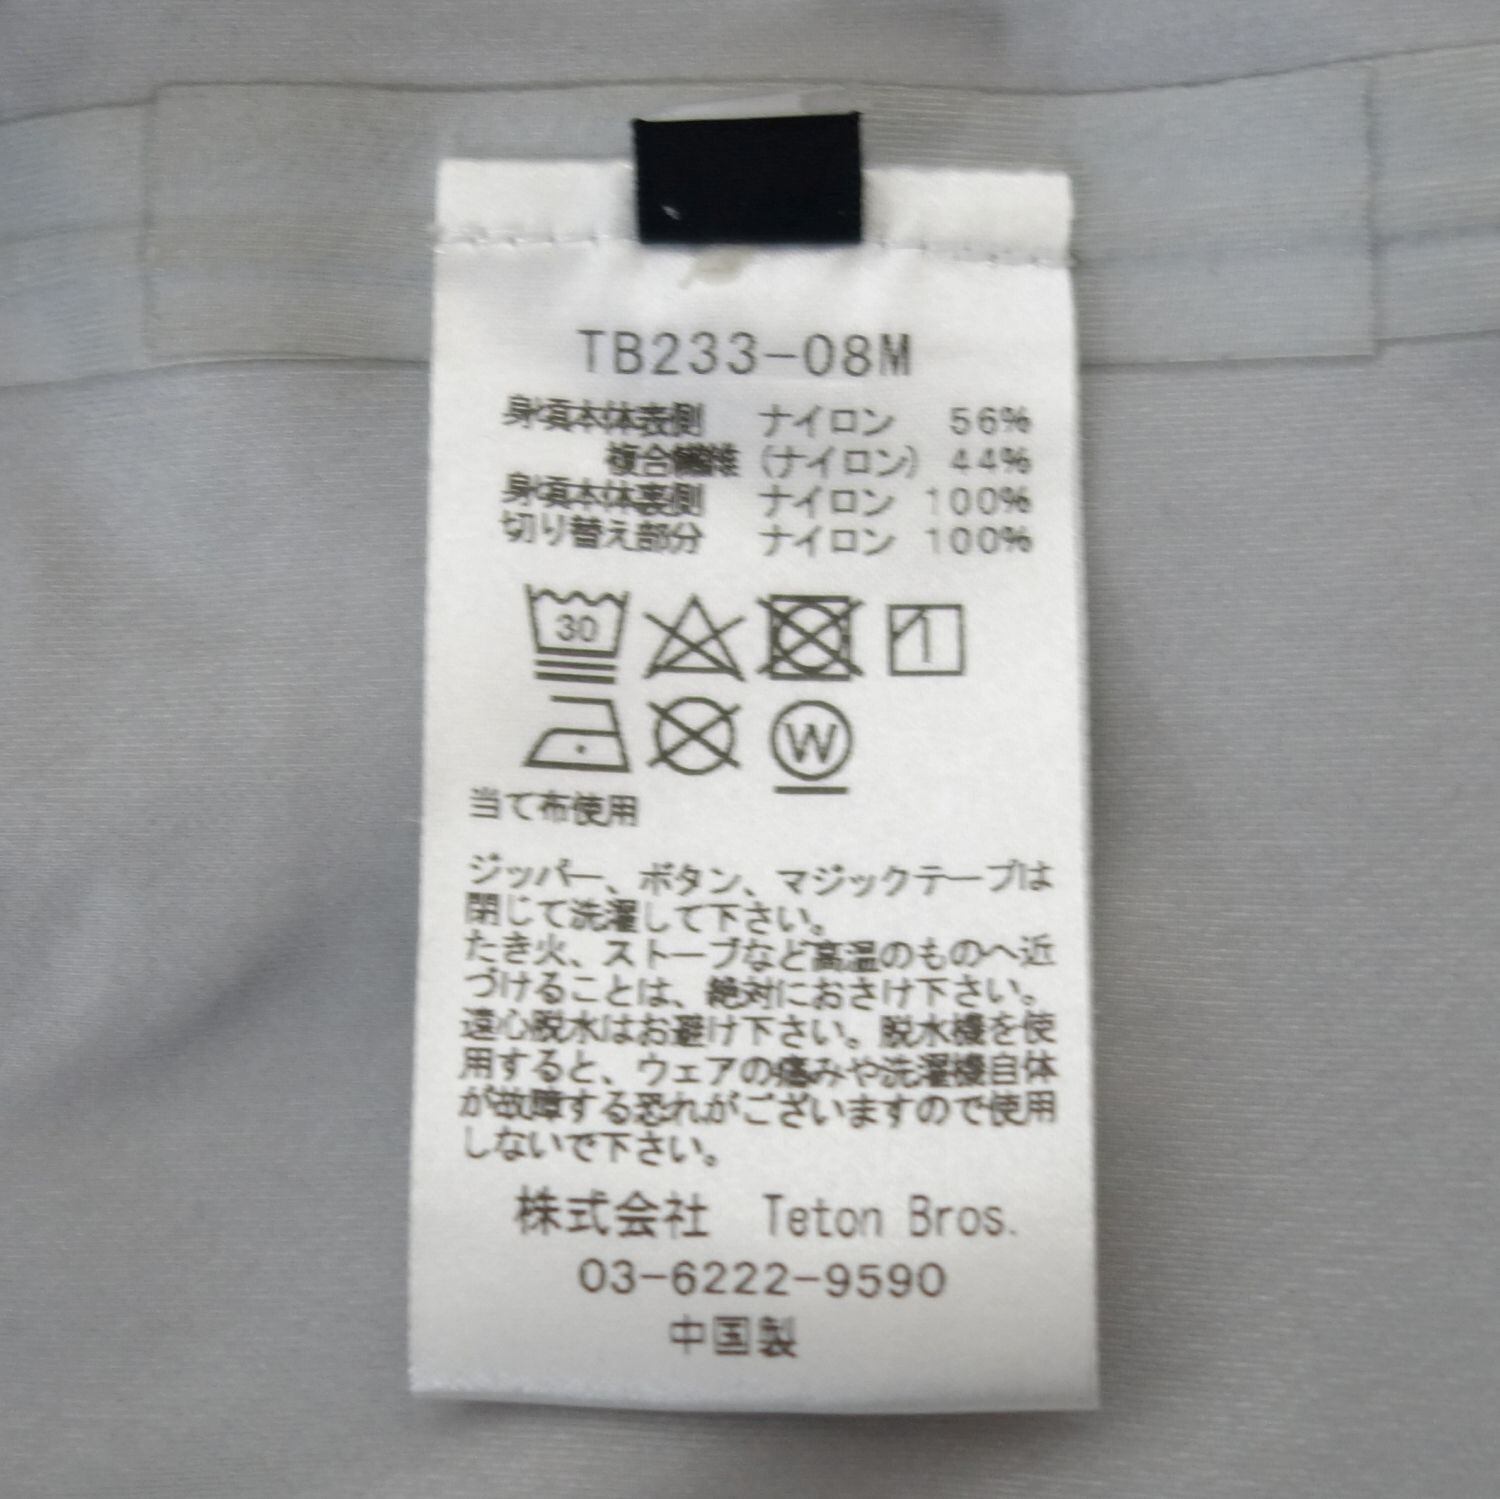 TB233-08M
身頃本体表側 ナイロン 56%
複合繊維 (ナイロン) 44%
身頃本体裏側 ナイロン 100%
切り替え部分 ナイロン 100%
30
1
W
当て布使用
ジッパー、ボタン、マジックテープは
閉じて洗濯して下さい。
たき火、ストーブなど高温のものへ近
づけることは、絶対におさけ下さい。
遠心脱水はお避け下さい。脱水機を使
用すると、ウェアの痛みや洗濯機自体
が故障する恐れがございますので使用
しないで下さい。
株式会社 Teton Bros.
03-6222-9590
中国製